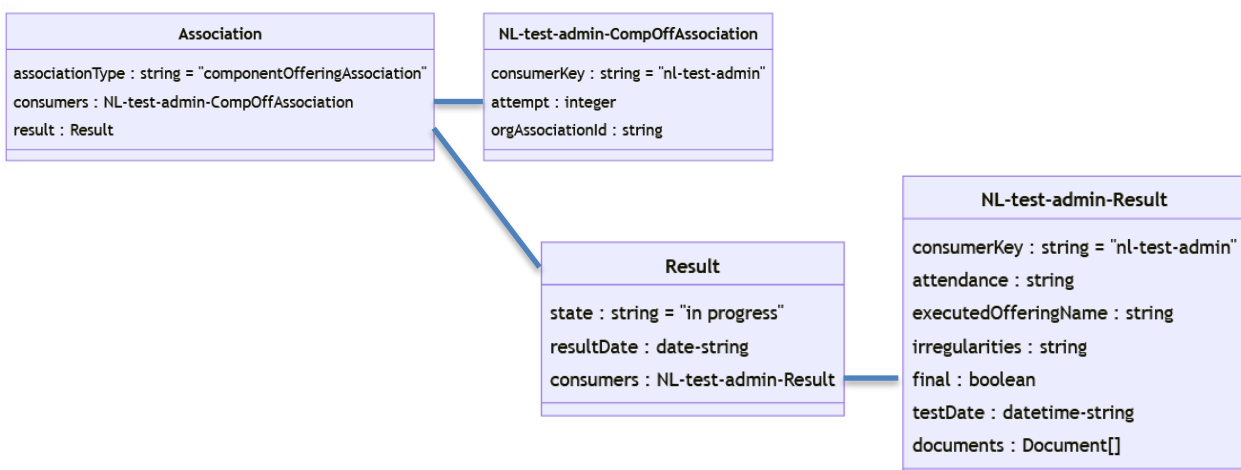 Association
associationType : string = "componentOfferingAssociation"
consumers : NL-test-admin-CompOffAssociation
result : Result
NL-test-admin-CompOffAssociation
consumerKey : string = "nl-test-admin"
attempt : integer
orgAssociationId : string
Result
state : string = "in progress"
resultDate : date-string
consumers : NL-test-admin-Result
NL-test-admin-Result
consumerKey : string = "nl-test-admin"
attendance : string
executedOfferingName : string
irregularities : string
final : boolean
testDate : datetime-string
documents : Document[]